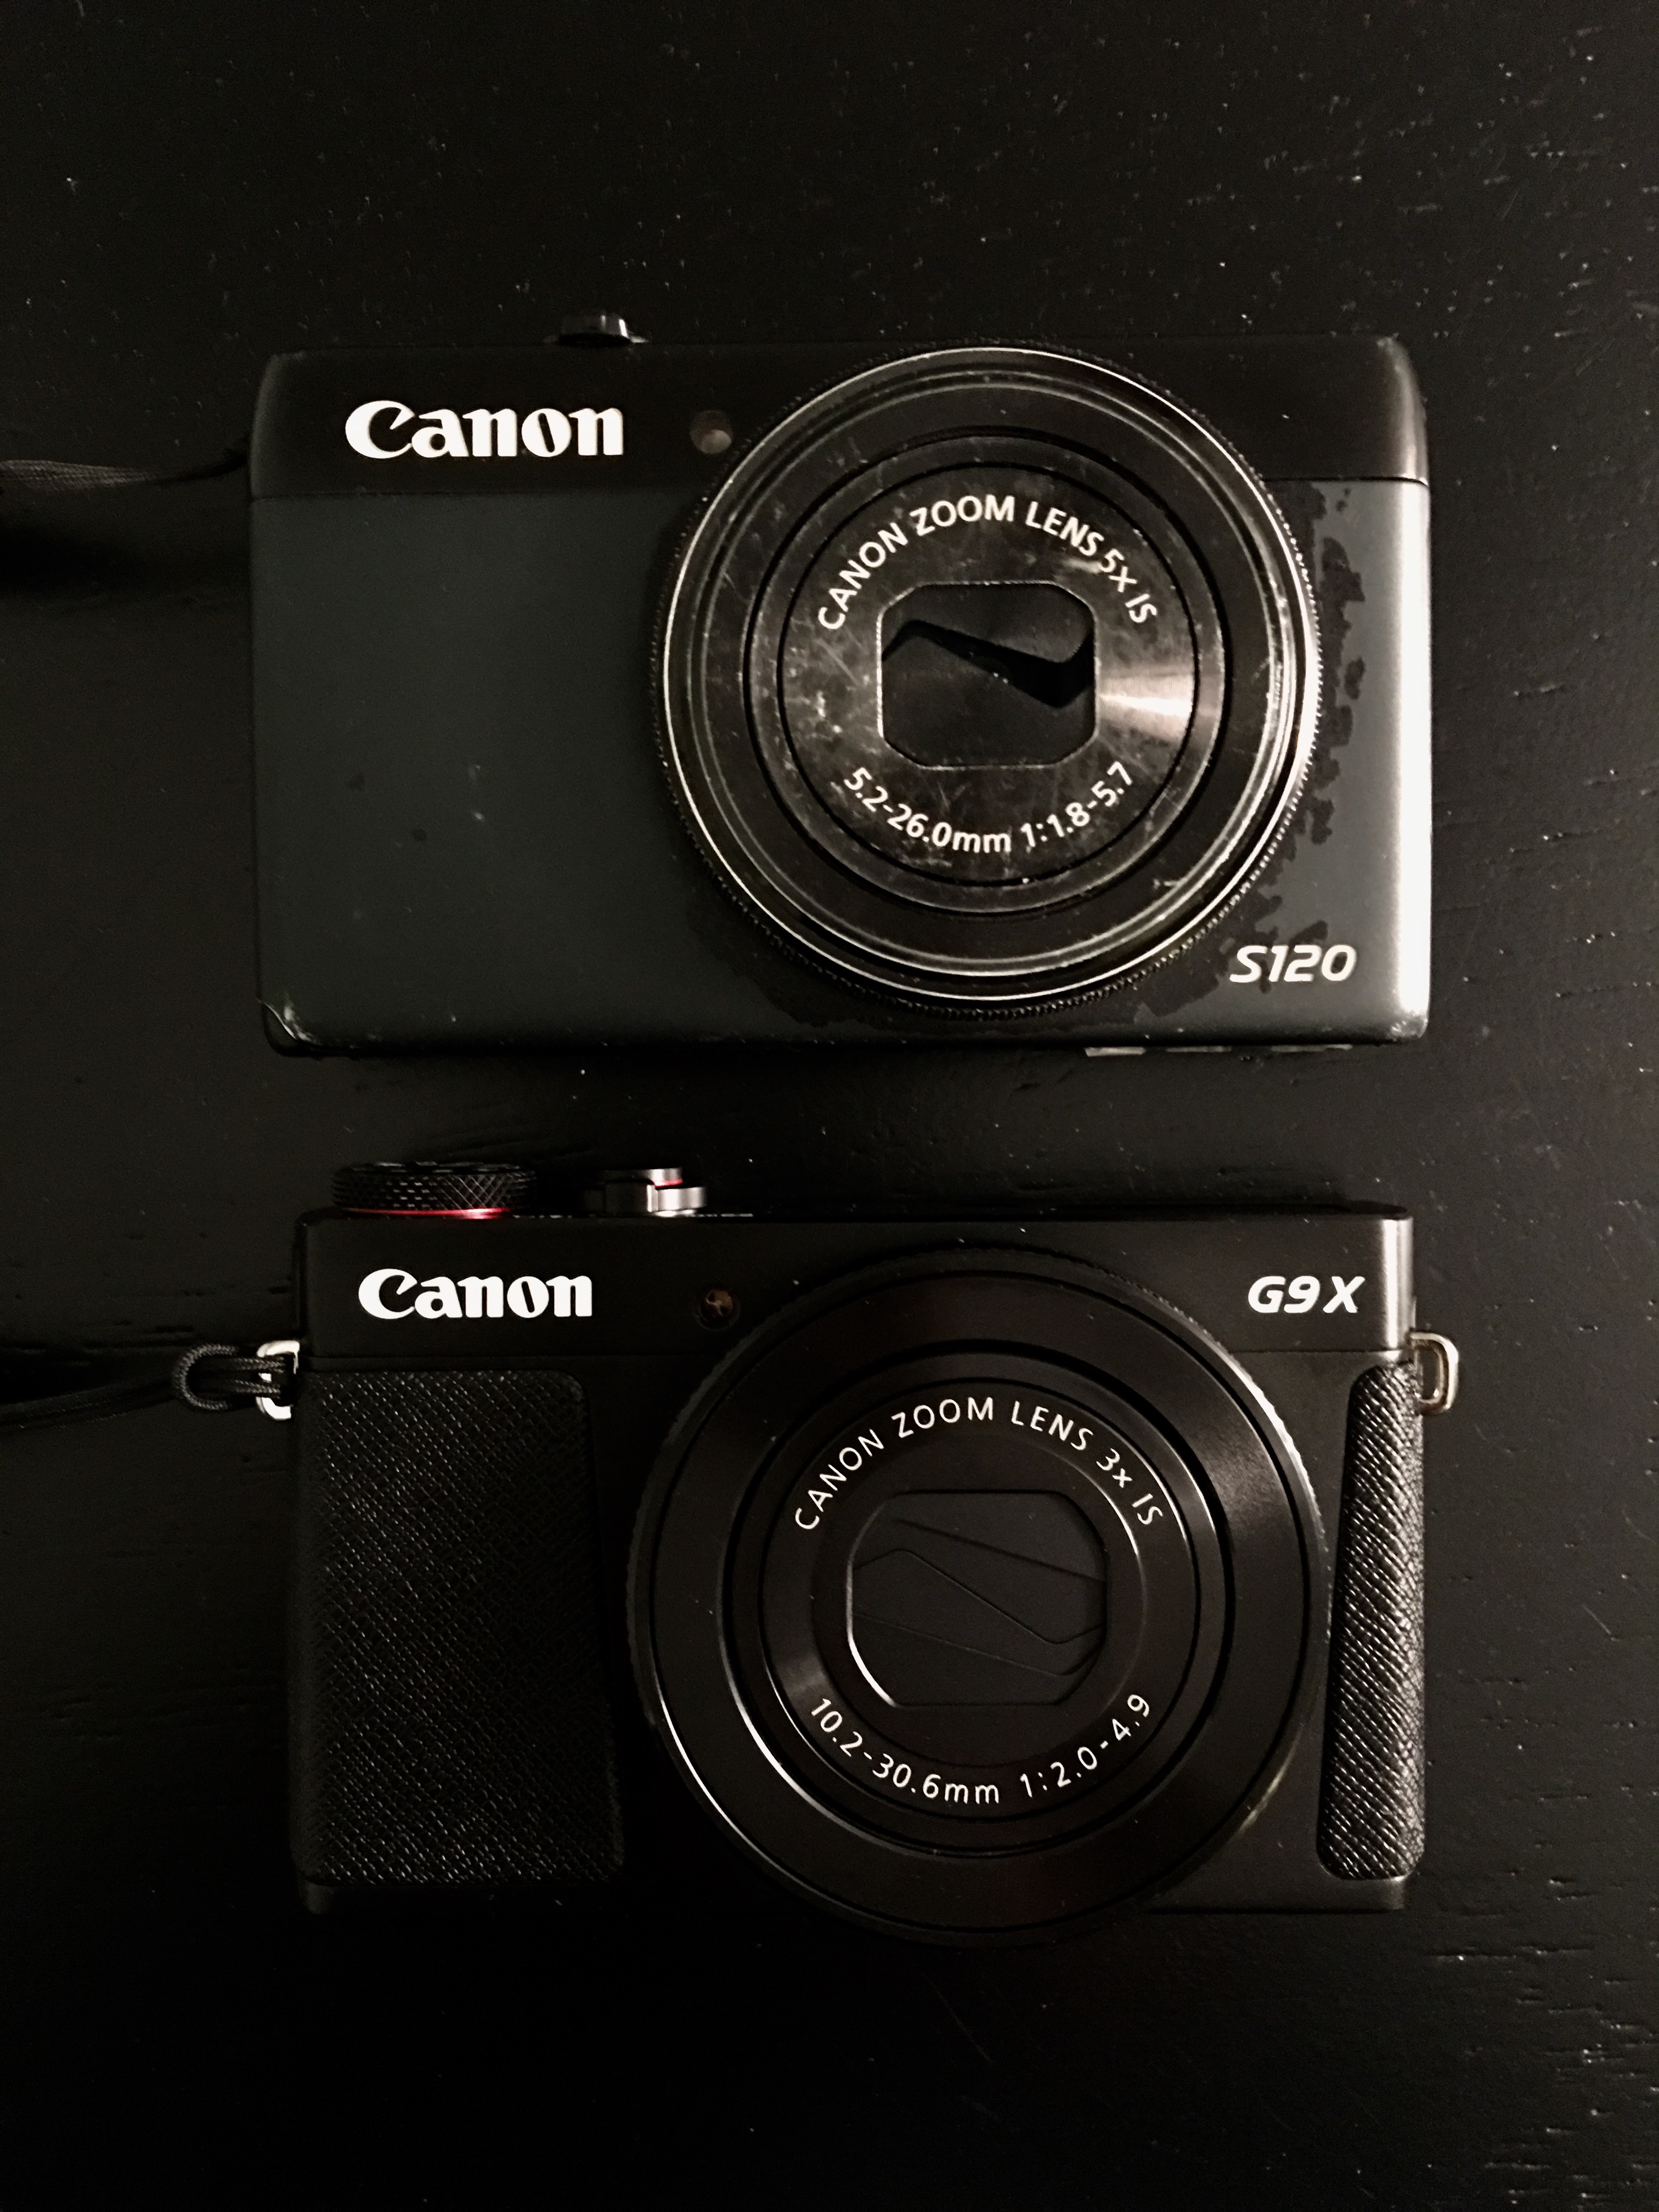 Canon
CANON ZOOM LENS 5x IS
5.2-26.0mm 1:1.8-5.7
S120
Canon
G9X
CANON ZOOM LENS 3x IS
10.2-30.6mm 1:2.0-4.9